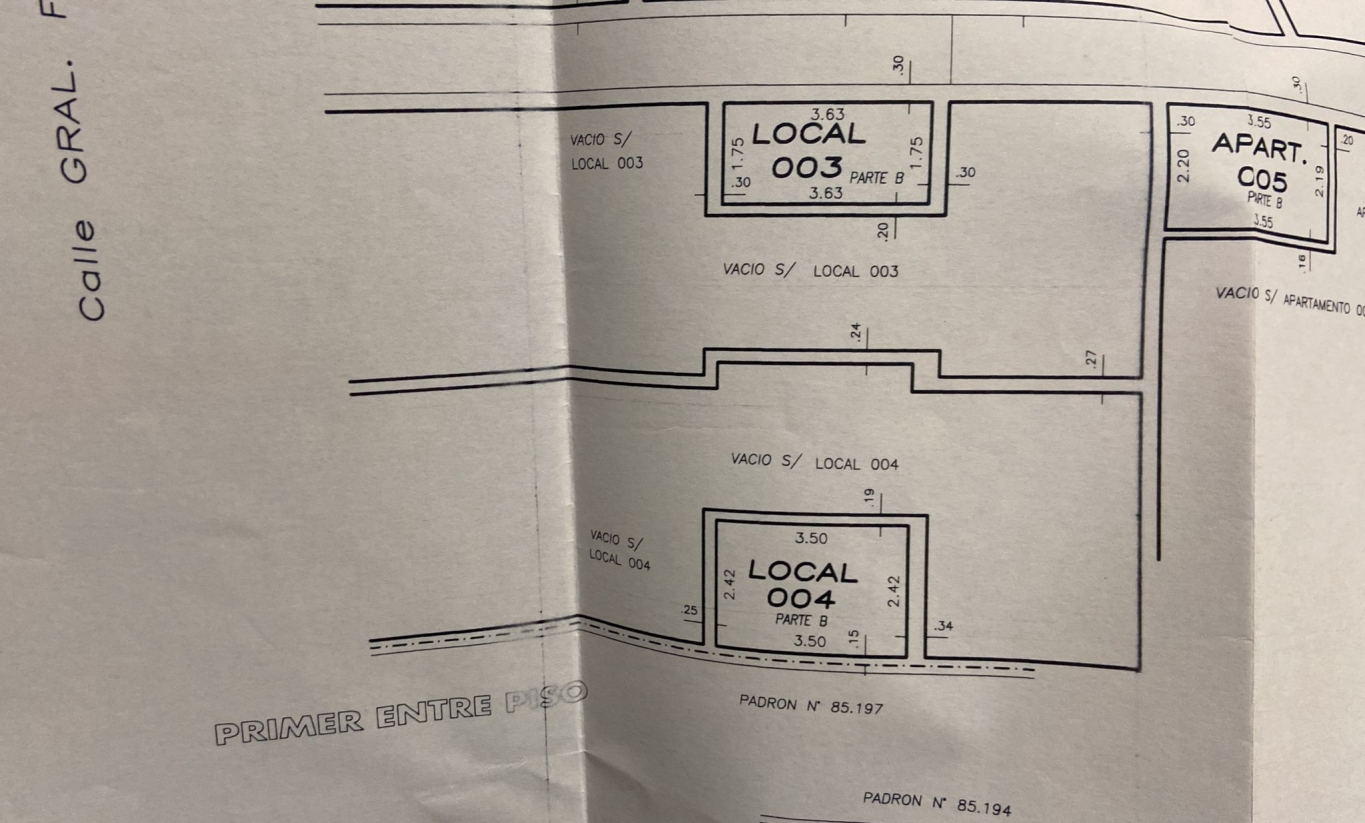 Calle GRAL. F
.30
.30
VACIO S/
LOCAL 003
3.63
LOCAL
003
PARTE B
1.75
1.75
.30
3.63
.30
.20
VACIO S/ LOCAL 003
.30
3.55
.20
APART.
005
PARTE B
2.20
2.19
3.55
.16
VACIO S/ APARTAMENTO 00
.24
.27
VACIO S/ LOCAL 004
.19
VACIO S/
LOCAL 004
3.50
LOCAL
004
PARTE B
2.42
2.42
3.50
.15
.25
.34
PRIMER ENTRE PISO
PADRON N° 85.197
PADRON N° 85.194